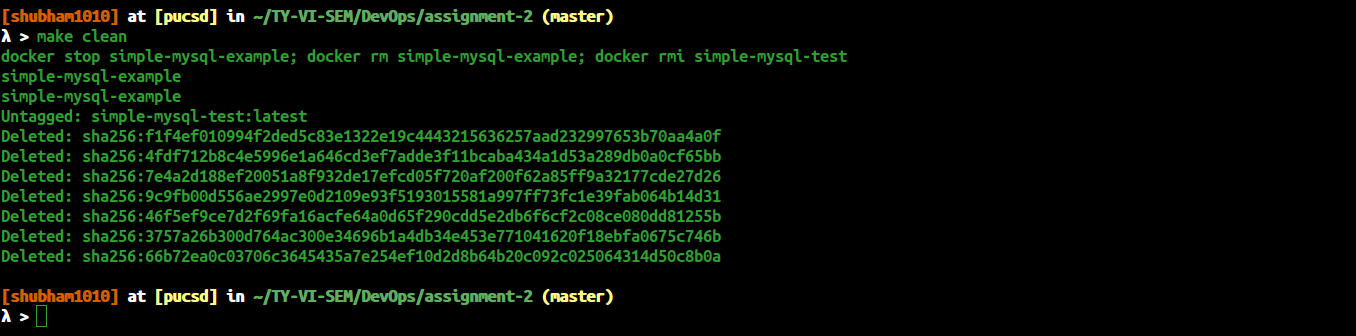 [shubham1010] at [pucsd] in ~/TY-VI-SEM/DevOps/assignment-2 (master)
λ > make clean
docker stop simple-mysql-example; docker rm simple-mysql-example; docker rmi simple-mysql-test
simple-mysql-example
simple-mysql-example
Untagged: simple-mysql-test:latest
Deleted: sha256:f1f4ef010994f2ded5c83e1322e19c4443215636257aad232997653b70aa4a0f
Deleted: sha256:4fdf712b8c4e5996e1a646cd3ef7adde3f11bcaba434a1d53a289db0a0cf65bb
Deleted: sha256:7e4a2d188ef20051a8f932de17efcd05f720af200f62a85ff9a32177cde27d26
Deleted: sha256:9c9fb00d556ae2997e0d2109e93f5193015581a997ff73fc1e39fab064b14d31
Deleted: sha256:46f5ef9ce7d2f69fa16acfe64a0d65f290cdd5e2db6f6cf2c08ce080dd81255b
Deleted: sha256:3757a26b300d764ac300e34696b1a4db34e453e771041620f18ebfa0675c746b
Deleted: sha256:66b72ea0c03706c3645435a7e254ef10d2d8b64b20c092c025064314d50c8b0a
[shubham1010] at [pucsd] in ~/TY-VI-SEM/DevOps/assignment-2 (master)
λ >